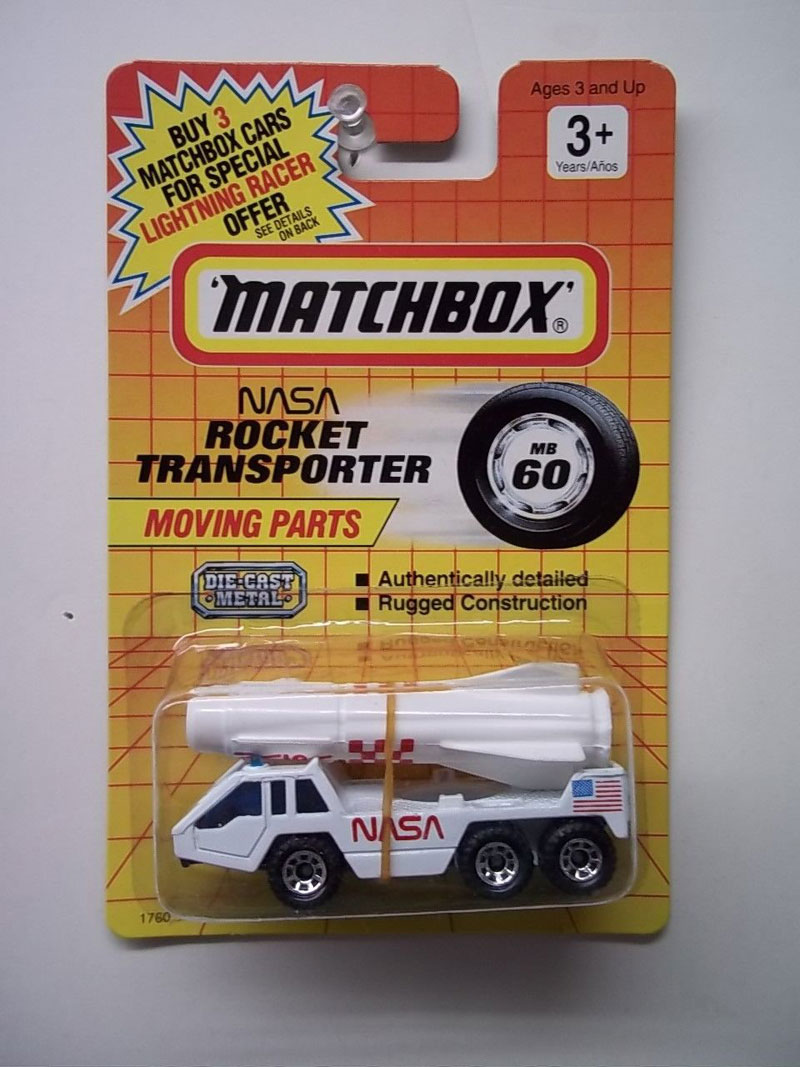 BUY 3
MATCHBOX CARS
FOR SPECIAL
LIGHTNING RACER
OFFER
SEE DETAILS
ON BACK
Ages 3 and Up
3+
Years/Años
'MATCHBOX'®
NASA
ROCKET
TRANSPORTER
MB
60
MOVING PARTS
DIE-CAST
METAL
■ Authentically detailed
■ Rugged Construction
NASA
1760